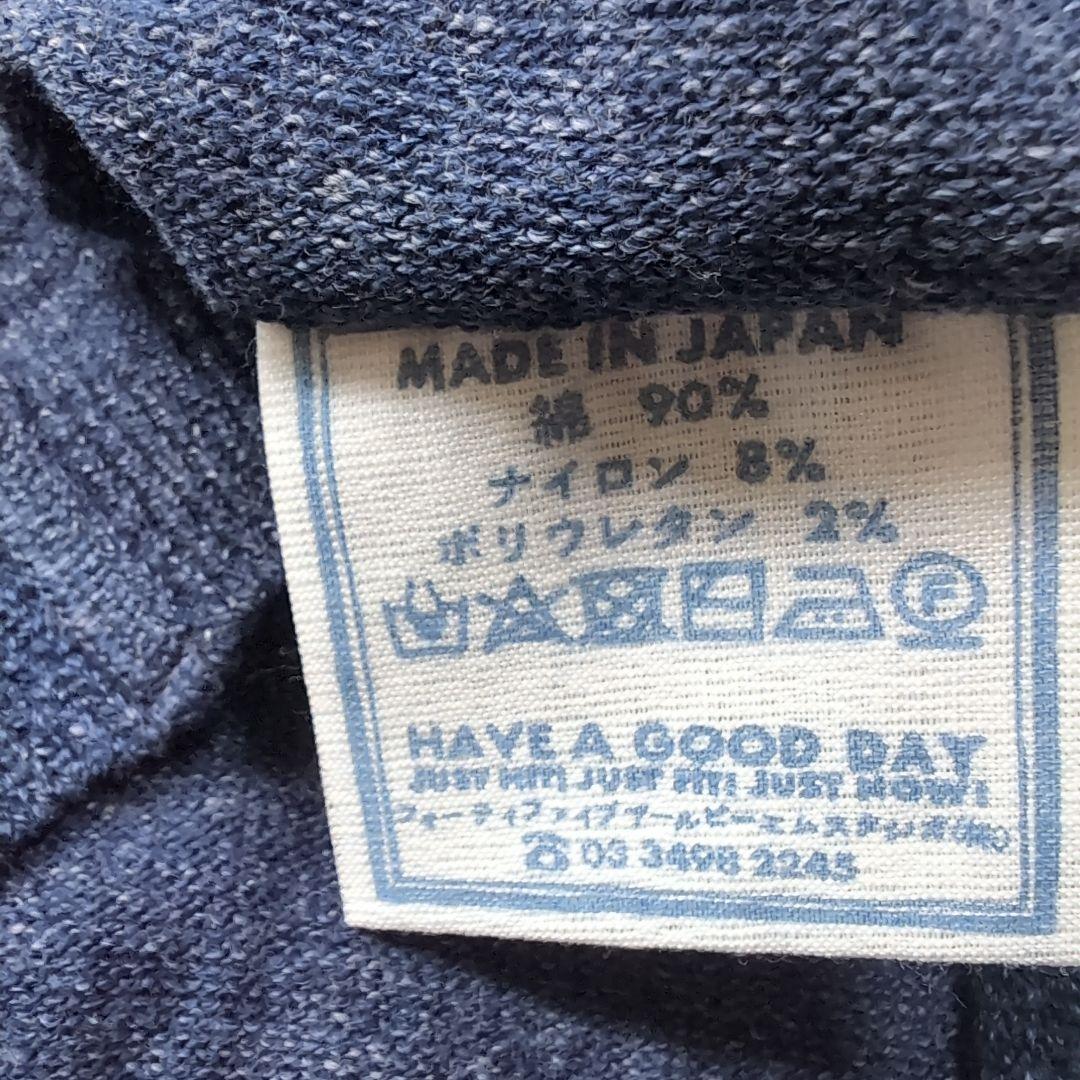 MADE IN JAPAN
綿 90%
ナイロン 8%
ポリウレタン 2%
F
HAVE A GOOD DAY
JUST HIT! JUST FIT! JUST NOW!
フォーティファイブアールピーエムスタジオ(株)
☎ 03 3498 2245